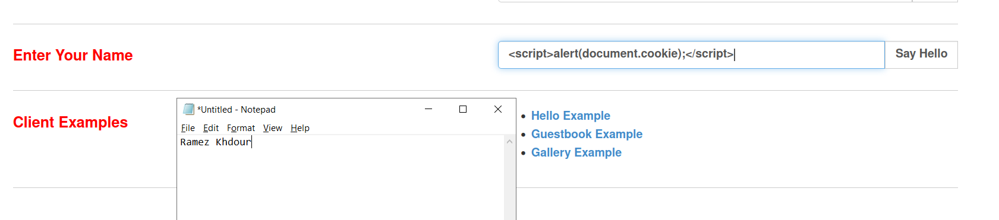 Enter Your Name
<script>alert(document.cookie);</script>
Say Hello
Client Examples
*Untitled - Notepad
File Edit Format View Help
Ramez Khdour
Hello Example
Guestbook Example
Gallery Example